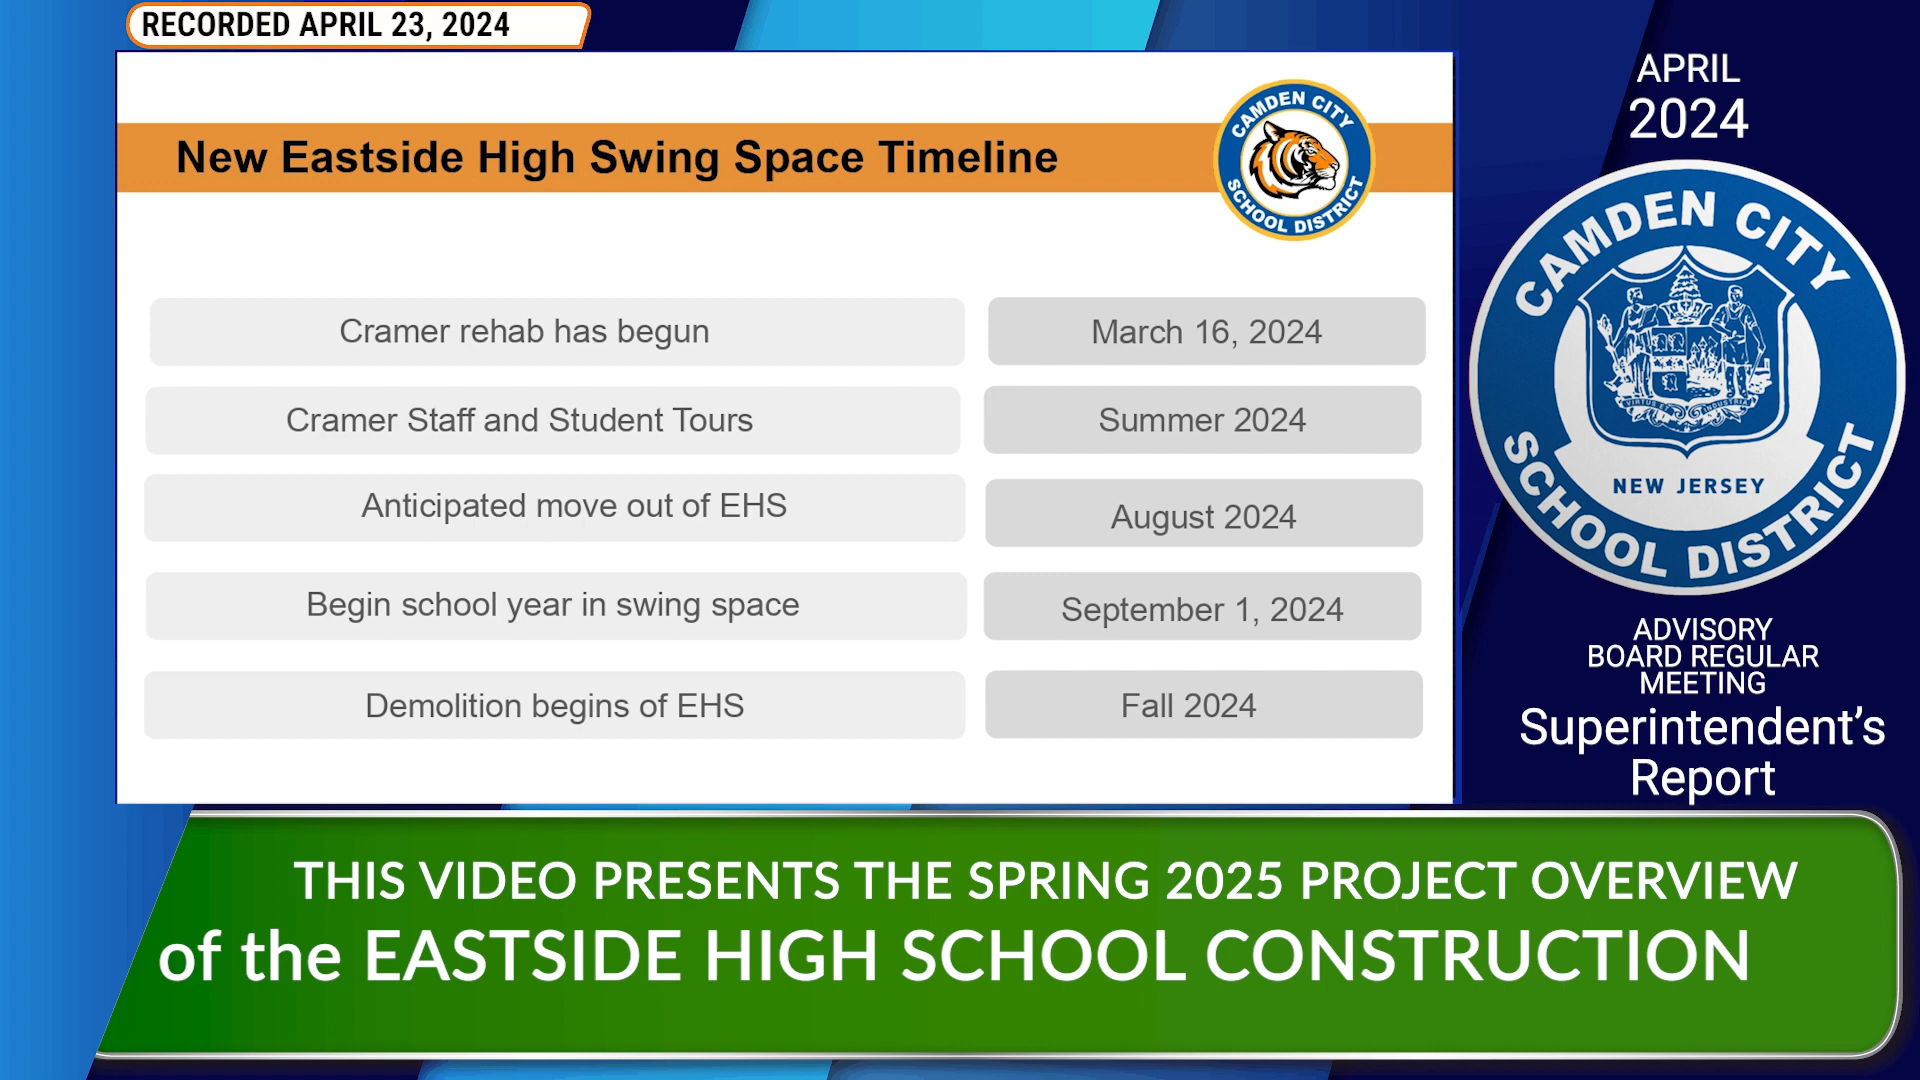 RECORDED APRIL 23, 2024
New Eastside High Swing Space Timeline
CAMDEN CITY
SCHOOL DISTRICT
Cramer rehab has begun
March 16, 2024
Cramer Staff and Student Tours
Summer 2024
Anticipated move out of EHS
August 2024
Begin school year in swing space
September 1, 2024
Demolition begins of EHS
Fall 2024
APRIL
2024
CAMDEN CITY
VIRTUS ET INDUSTRIA
NEW JERSEY
SCHOOL DISTRICT
ADVISORY
BOARD REGULAR
MEETING
Superintendent’s
Report
THIS VIDEO PRESENTS THE SPRING 2025 PROJECT OVERVIEW
of the EASTSIDE HIGH SCHOOL CONSTRUCTION